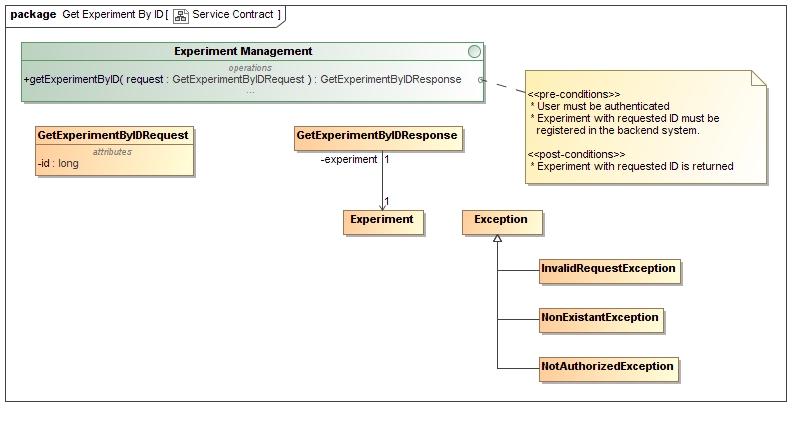 package Get Experiment By ID [ Service Contract ]
Experiment Management
operations
+getExperimentByID( request : GetExperimentByIDRequest ) : GetExperimentByIDResponse
...
<<pre-conditions>>
* User must be authenticated
* Experiment with requested ID must be
registered in the backend system.
<<post-conditions>>
* Experiment with requested ID is returned
GetExperimentByIDRequest
attributes
-id : long
GetExperimentByIDResponse
-experiment 1
1
Experiment
Exception
InvalidRequestException
NonExistantException
NotAuthorizedException